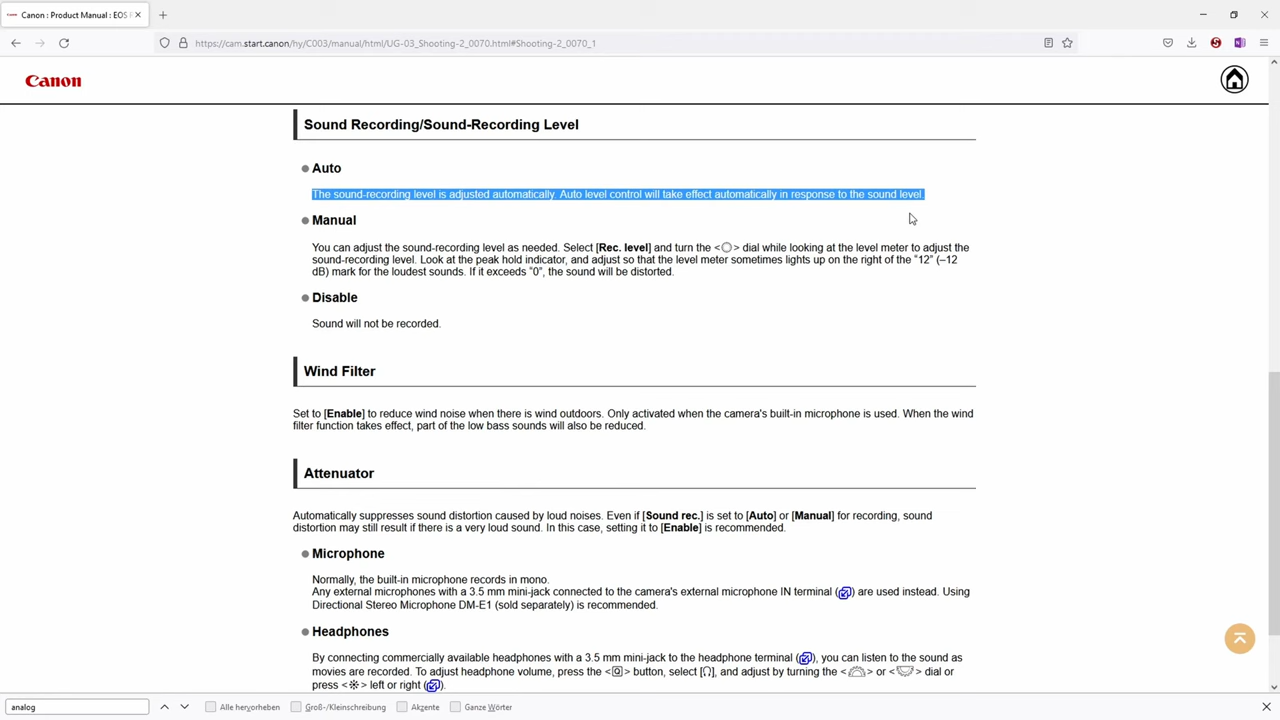 Canon : Product Manual : EOS F
https://cam.start.canon/hy/C003/manual/html/UG-03_Shooting-2_0070.html#Shooting-2_0070_1
Canon
Sound Recording/Sound-Recording Level
Auto
The sound-recording level is adjusted automatically. Auto level control will take effect automatically in response to the sound level.
Manual
You can adjust the sound-recording level as needed. Select [Rec. level] and turn the < > dial while looking at the level meter to adjust the
sound-recording level. Look at the peak hold indicator, and adjust so that the level meter sometimes lights up on the right of the “12” (–12
dB) mark for the loudest sounds. If it exceeds “0”, the sound will be distorted.
Disable
Sound will not be recorded.
Wind Filter
Set to [Enable] to reduce wind noise when there is wind outdoors. Only activated when the camera's built-in microphone is used. When the wind
filter function takes effect, part of the low bass sounds will also be reduced.
Attenuator
Automatically suppresses sound distortion caused by loud noises. Even if [Sound rec.] is set to [Auto] or [Manual] for recording, sound
distortion may still result if there is a very loud sound. In this case, setting it to [Enable] is recommended.
Microphone
Normally, the built-in microphone records in mono.
Any external microphones with a 3.5 mm mini-jack connected to the camera's external microphone IN terminal ( ) are used instead. Using
Directional Stereo Microphone DM-E1 (sold separately) is recommended.
Headphones
By connecting commercially available headphones with a 3.5 mm mini-jack to the headphone terminal ( ), you can listen to the sound as
movies are recorded. To adjust headphone volume, press the <Q> button, select [ ], and adjust by turning the < > or < > dial or
press < > left or right ( ).
analog
Alle hervorheben
Groß-/Kleinschreibung
Akzente
Ganze Wörter